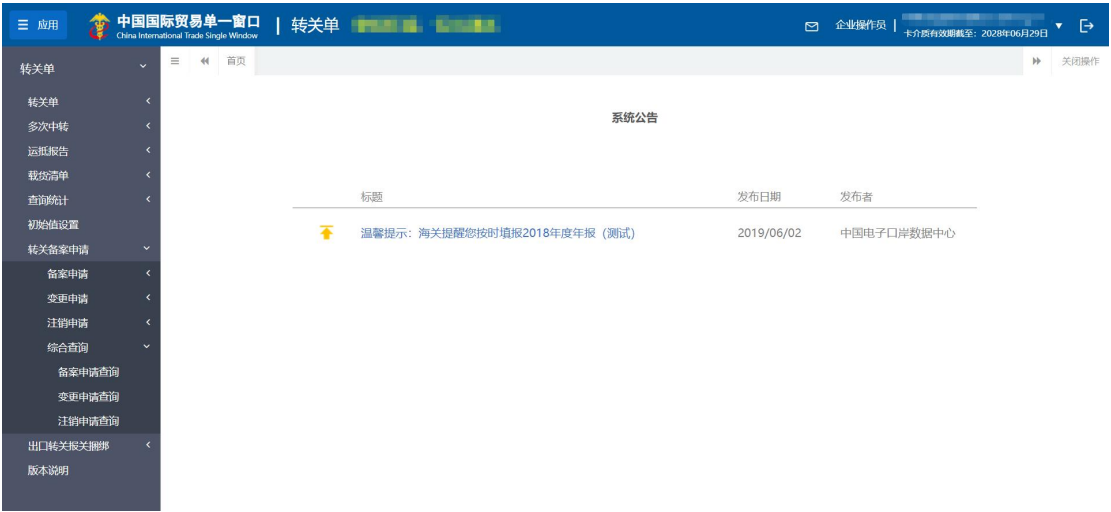 应用
中国国际贸易单一窗口
China International Trade Single Window
转关单
企业操作员
卡介质有效期截至：2028年06月29日
转关单
首页
关闭操作
转关单
多次中转
运抵报告
载货清单
查询统计
初始值设置
转关备案申请
备案申请
变更申请
注销申请
综合查询
备案申请查询
变更申请查询
注销申请查询
出口转关报关捆绑
版本说明
系统公告
标题 发布日期 发布者
温馨提示：海关提醒您按时填报2018年度年报（测试） 2019/06/02 中国电子口岸数据中心